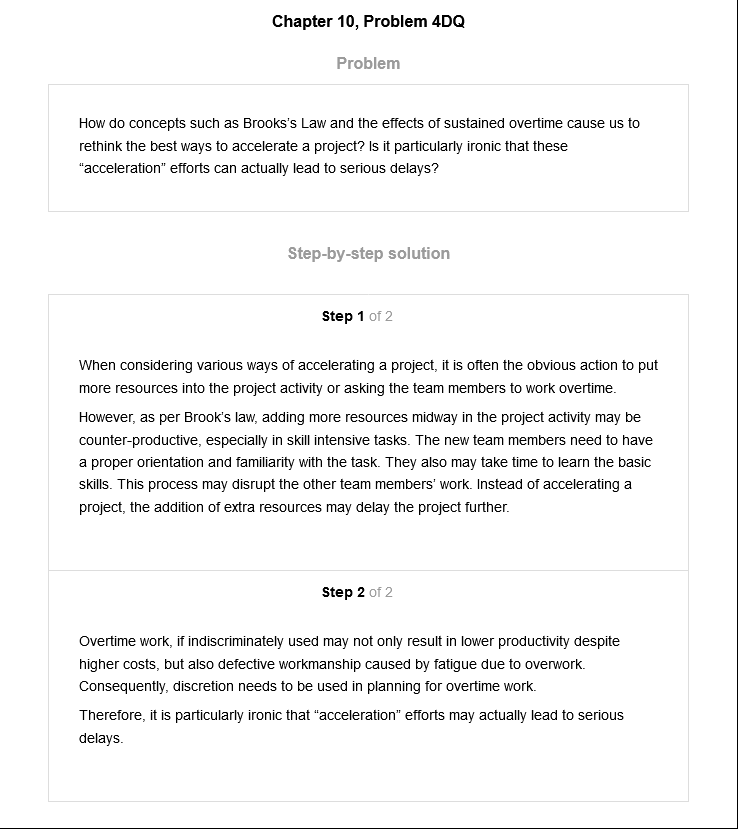 Chapter 10, Problem 4DQ
Problem
How do concepts such as Brooks's Law and the effects of sustained overtime cause us to
rethink the best ways to accelerate a project? Is it particularly ironic that these
“acceleration” efforts can actually lead to serious delays?
Step-by-step solution
Step 1 of 2
When considering various ways of accelerating a project, it is often the obvious action to put
more resources into the project activity or asking the team members to work overtime.
However, as per Brook's law, adding more resources midway in the project activity may be
counter-productive, especially in skill intensive tasks. The new team members need to have
a proper orientation and familiarity with the task. They also may take time to learn the basic
skills. This process may disrupt the other team members' work. Instead of accelerating a
project, the addition of extra resources may delay the project further.
Step 2 of 2
Overtime work, if indiscriminately used may not only result in lower productivity despite
higher costs, but also defective workmanship caused by fatigue due to overwork.
Consequently, discretion needs to be used in planning for overtime work.
Therefore, it is particularly ironic that “acceleration” efforts may actually lead to serious
delays.